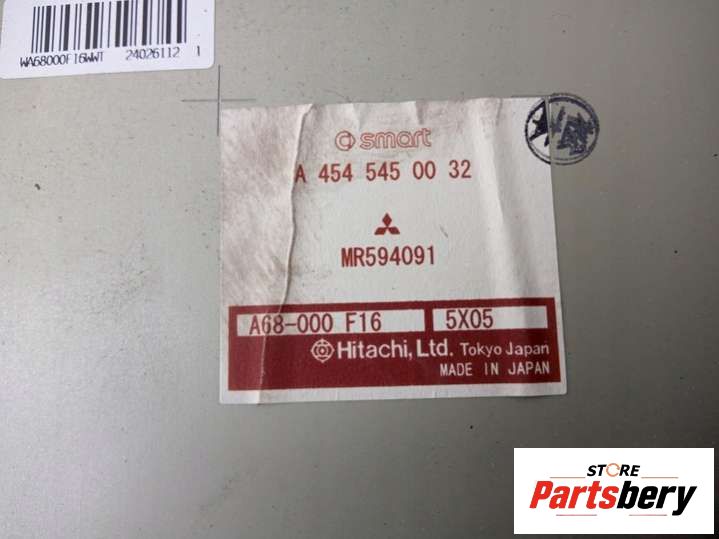 WA68000F16WWT 24026112 1
smart
A 454 545 00 32
MR594091
A68-000 F16 5X05
Hitachi, Ltd. Tokyo Japan
MADE IN JAPAN
STORE
Partsbery